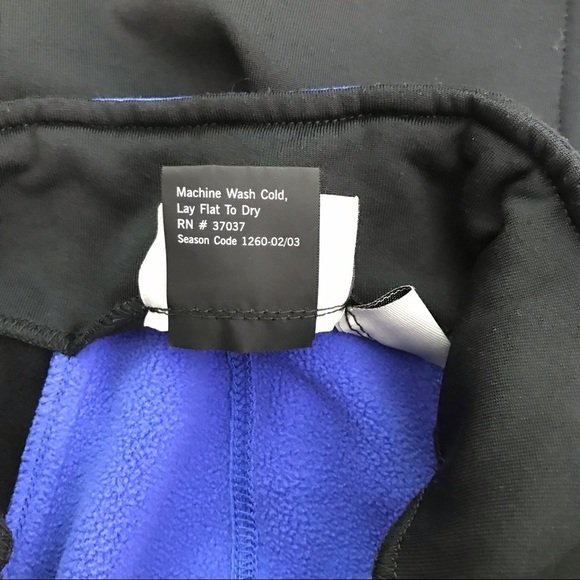 Machine Wash Cold,
Lay Flat To Dry
RN # 37037
Season Code 1260-02/03